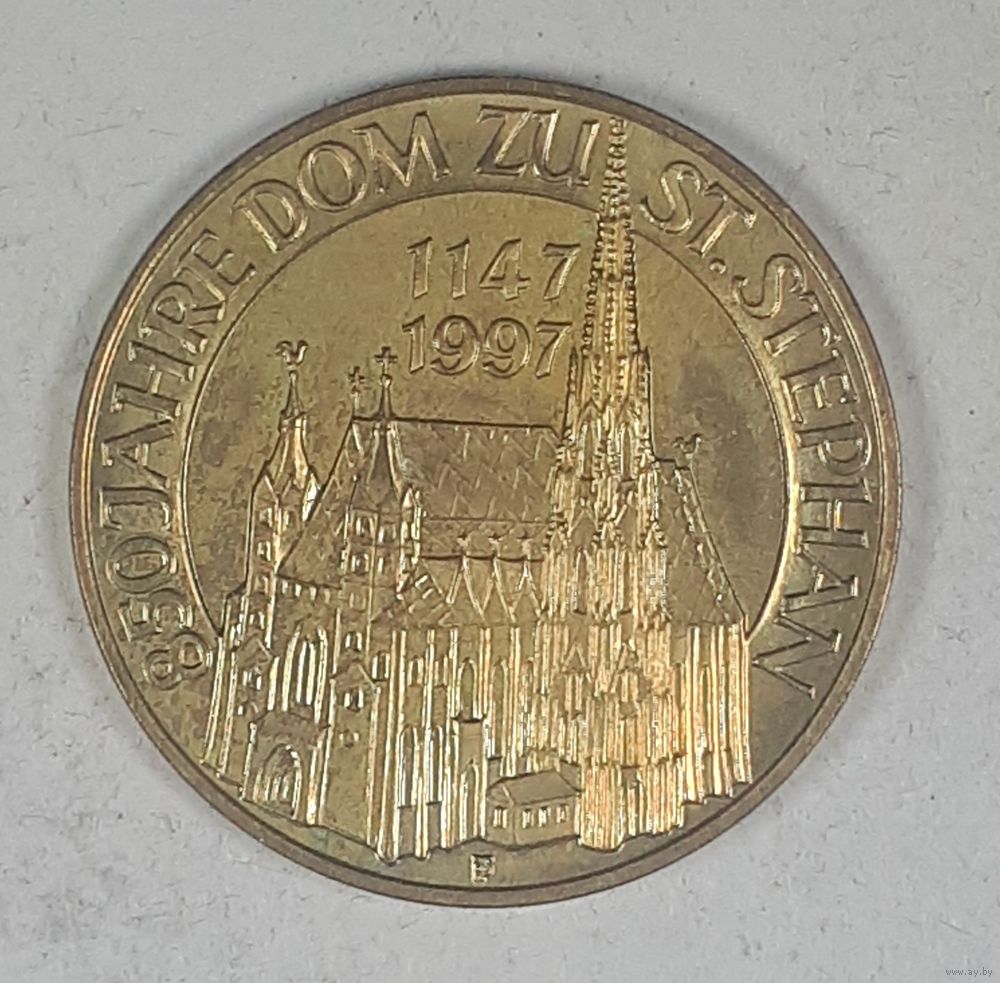 850 JAHRE DOM ZU ST. STEPHAN
1147
1997
www.ay.by